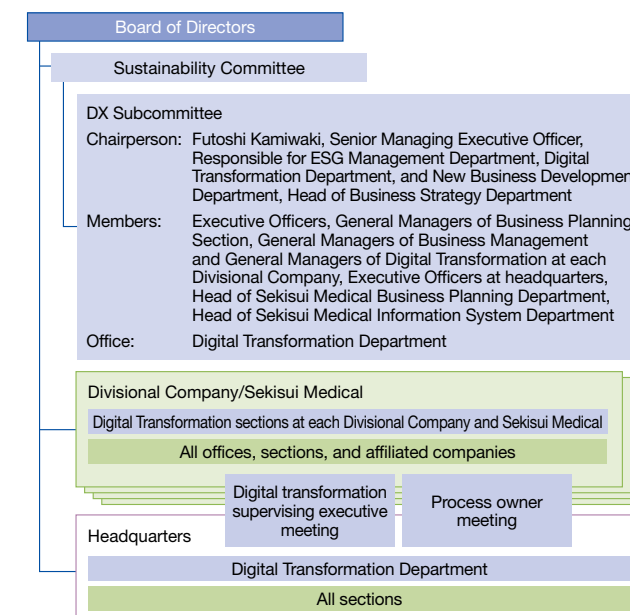 Board of Directors
Sustainability Committee
DX Subcommittee
Chairperson: Futoshi Kamiwaki, Senior Managing Executive Officer,
Responsible for ESG Management Department, Digital
Transformation Department, and New Business Developmen
Department, Head of Business Strategy Department
Members: Executive Officers, General Managers of Business Planning
Section, General Managers of Business Management
and General Managers of Digital Transformation at each
Divisional Company, Executive Officers at headquarters,
Head of Sekisui Medical Business Planning Department,
Head of Sekisui Medical Information System Department
Office: Digital Transformation Department
Divisional Company/Sekisui Medical
Digital Transformation sections at each Divisional Company and Sekisui Medical
All offices, sections, and affiliated companies
Digital transformation
supervising executive
meeting
Process owner
meeting
Headquarters
Digital Transformation Department
All sections